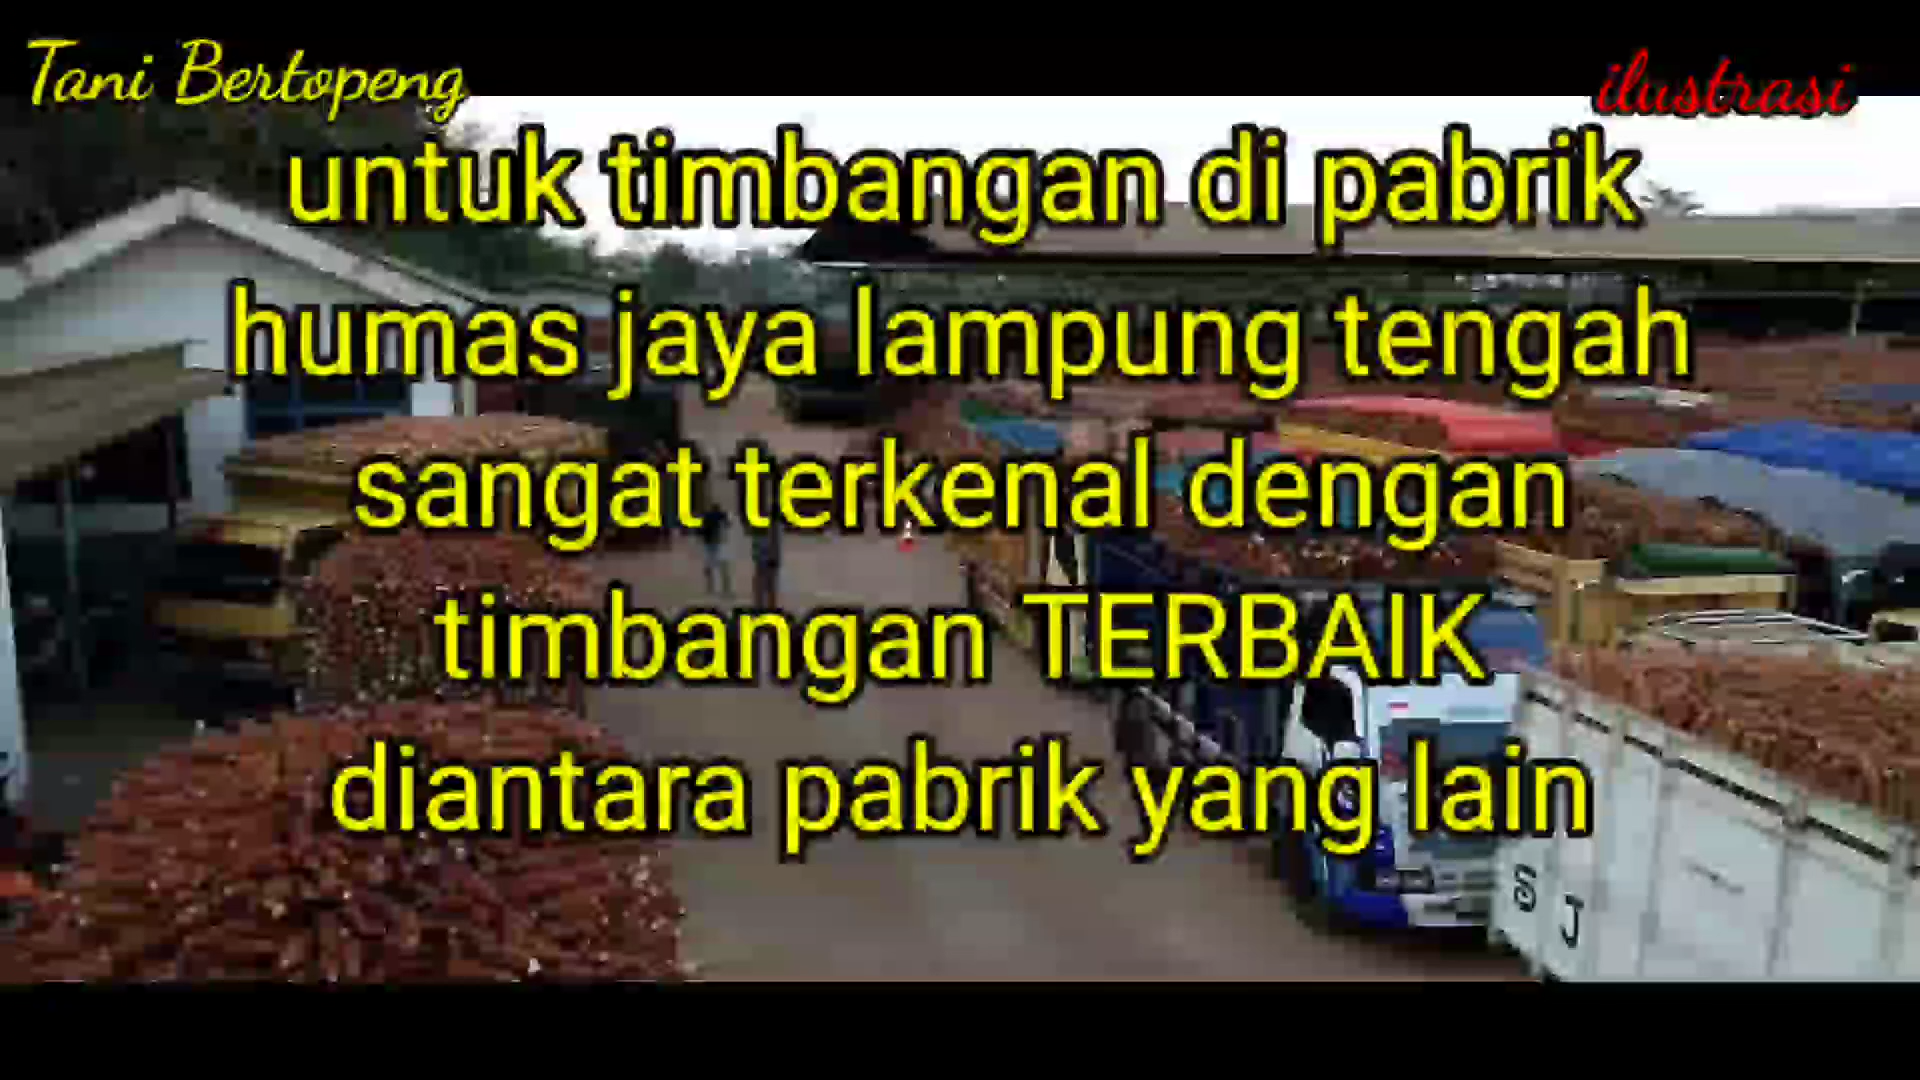 Tani Bertopeng
ilustrasi
untuk timbangan di pabrik
humas jaya lampung tengah
sangat terkenal dengan
timbangan TERBAIK
diantara pabrik yang lain
J